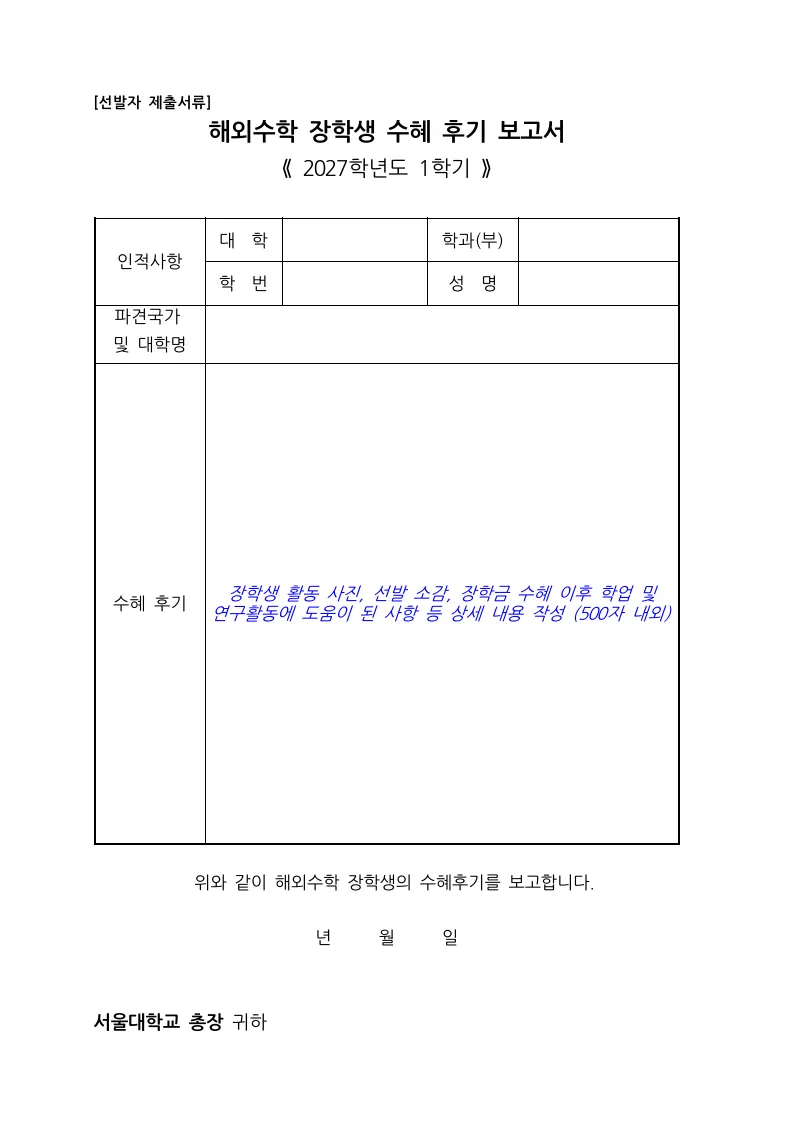 [선발자 제출서류]
해외수학 장학생 수혜 후기 보고서
⟪ 2027학년도 1학기 ⟫
인적사항
대 학
학과(부)
학 번
성 명
파견국가
및 대학명
수혜 후기
장학생 활동 사진, 선발 소감, 장학금 수혜 이후 학업 및
연구활동에 도움이 된 사항 등 상세 내용 작성 (500자 내외)
위와 같이 해외수학 장학생의 수혜후기를 보고합니다.
년 월 일
서울대학교 총장 귀하